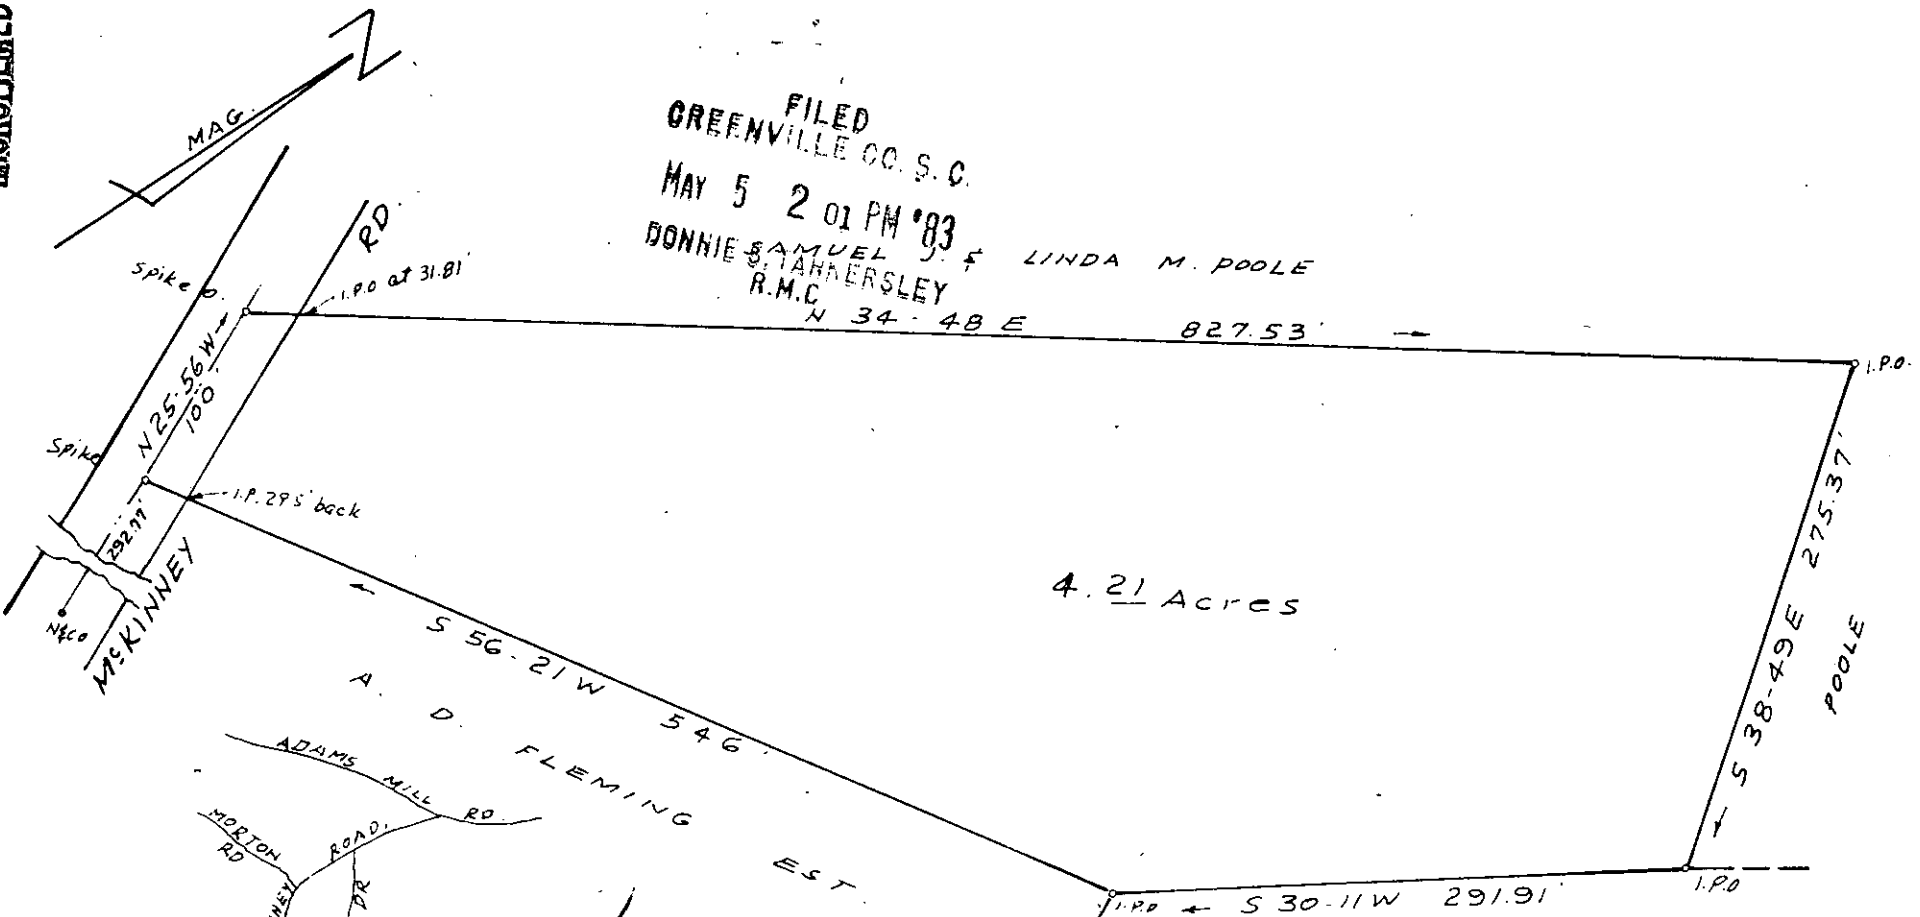 MAG.
FILED
GREENVILLE CO. S. C.
MAY 5 2 01 PM '83
DONNIE S. TANKERSLEY
R.M.C
SAMUEL J. & LINDA M. POOLE
RD.
Spike o.
I.P.O at 31.81'
N 34-48 E 827.53'
I.P.O.
N 25-56 W
100'
Spike
I.P. 295' back
292.77'
McKINNEY
S 56-21 W 546'
4.21 Acres
S 38-49 E 275.37'
POOLE
A. D. FLEMING EST.
ADAMS MILL RD.
MORTON RD
ROAD.
DR
I.P.O
S 30-11 W 291.91'
I.P.O